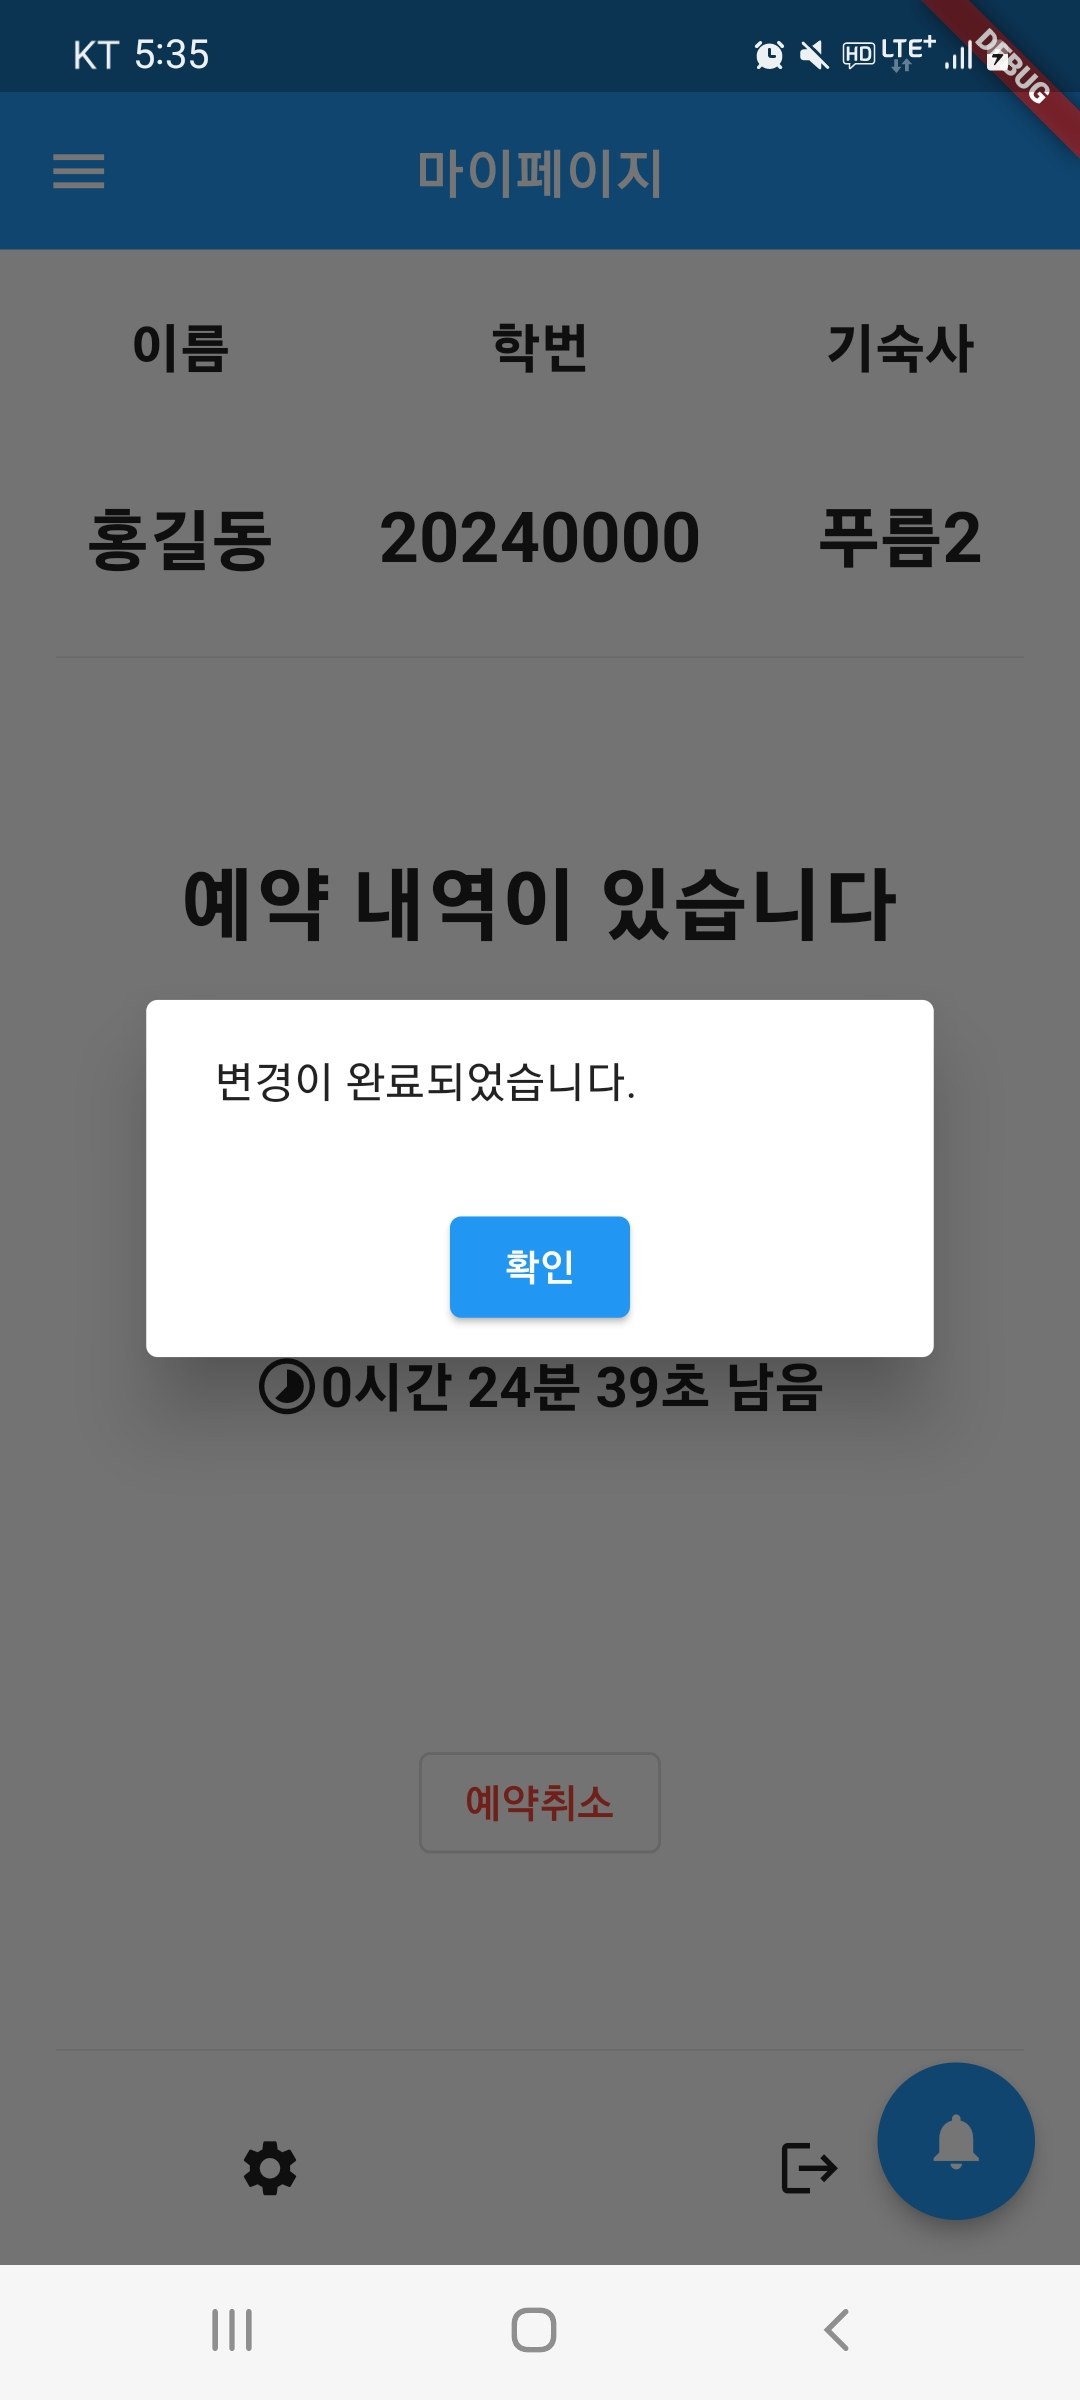 KT 5:35
HD LTE+
DEBUG
마이페이지
이름 학번 기숙사
홍길동 20240000 푸름2
예약 내역이 있습니다
변경이 완료되었습니다.
확인
0시간 24분 39초 남음
예약취소